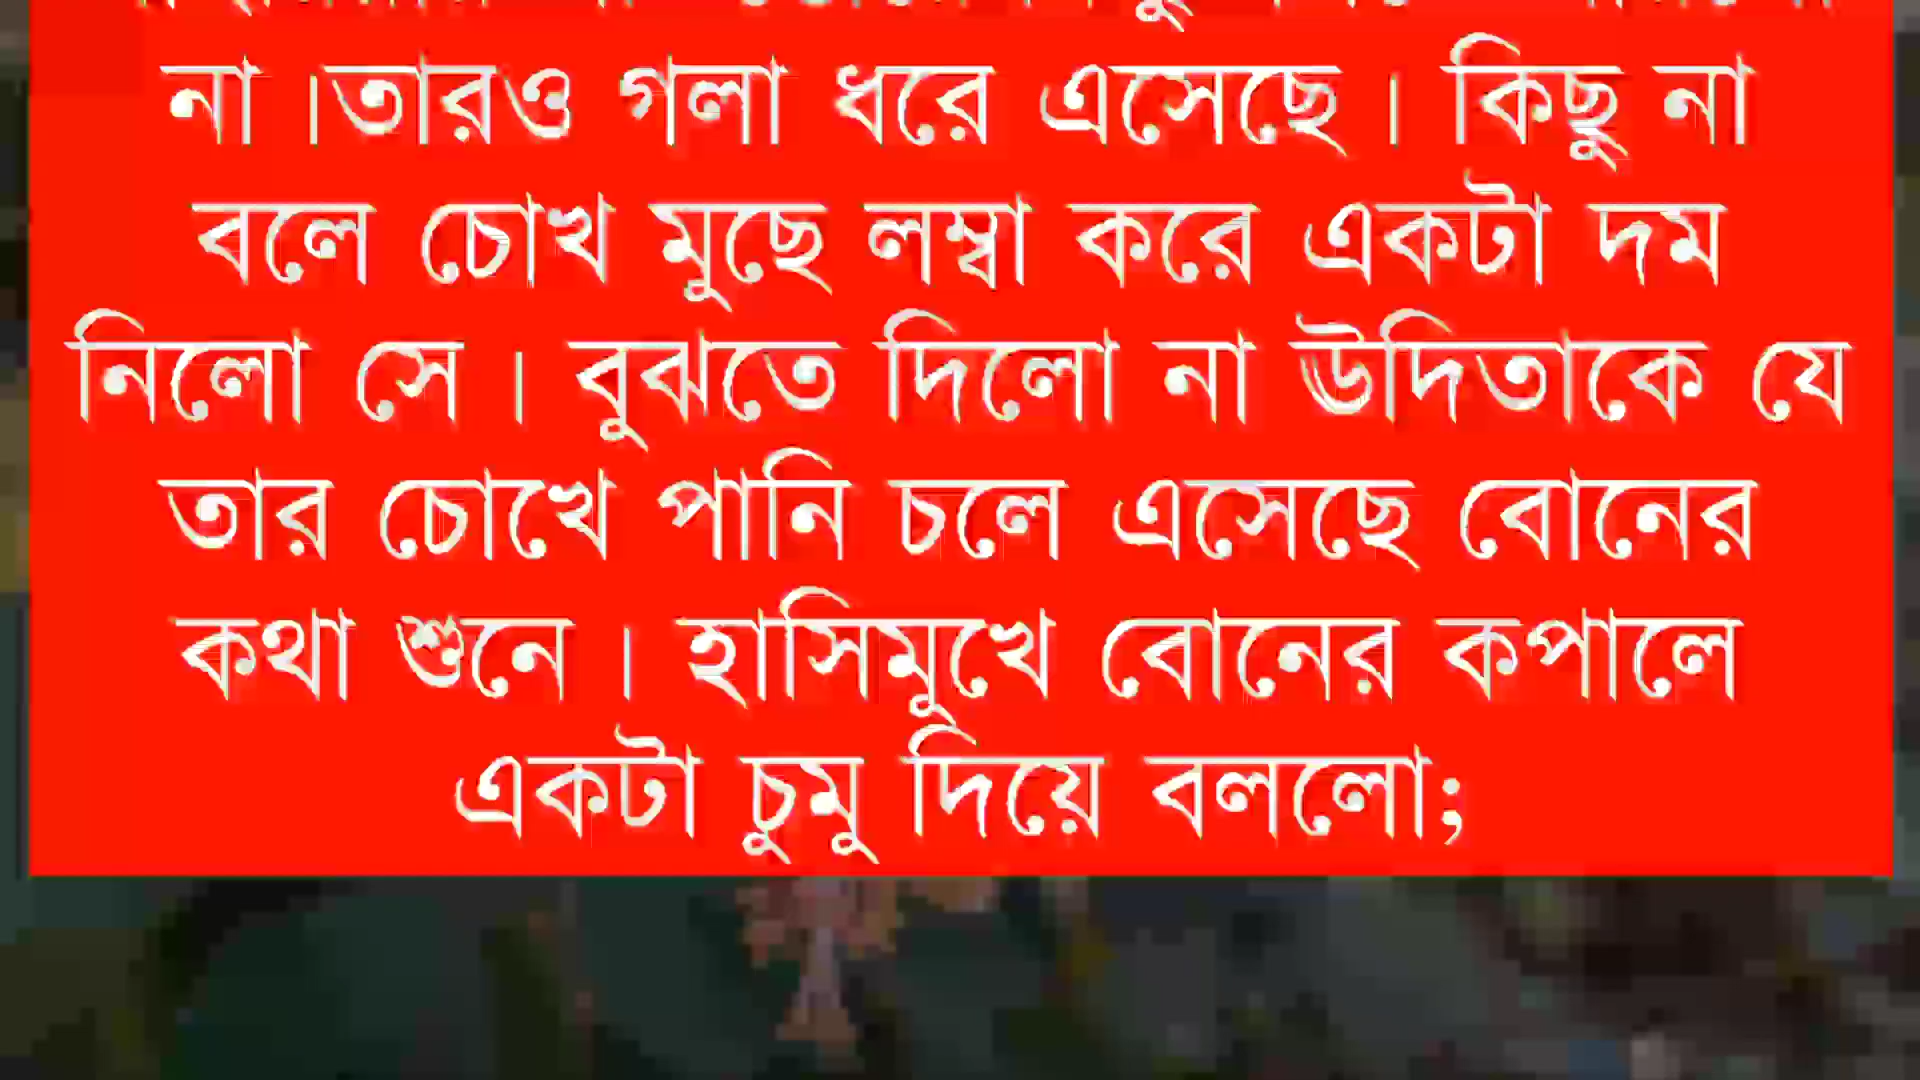 না ।তারও গলা ধরে এসেছে । কিছু না
বলে চোখ মুছে লম্বা করে একটা দম
নিলো সে । বুঝতে দিলো না উদিতাকে যে
তার চোখে পানি চলে এসেছে বোনের
কথা শুনে । হাসিমূখে বোনের কপালে
একটা চুমু দিয়ে বললো;